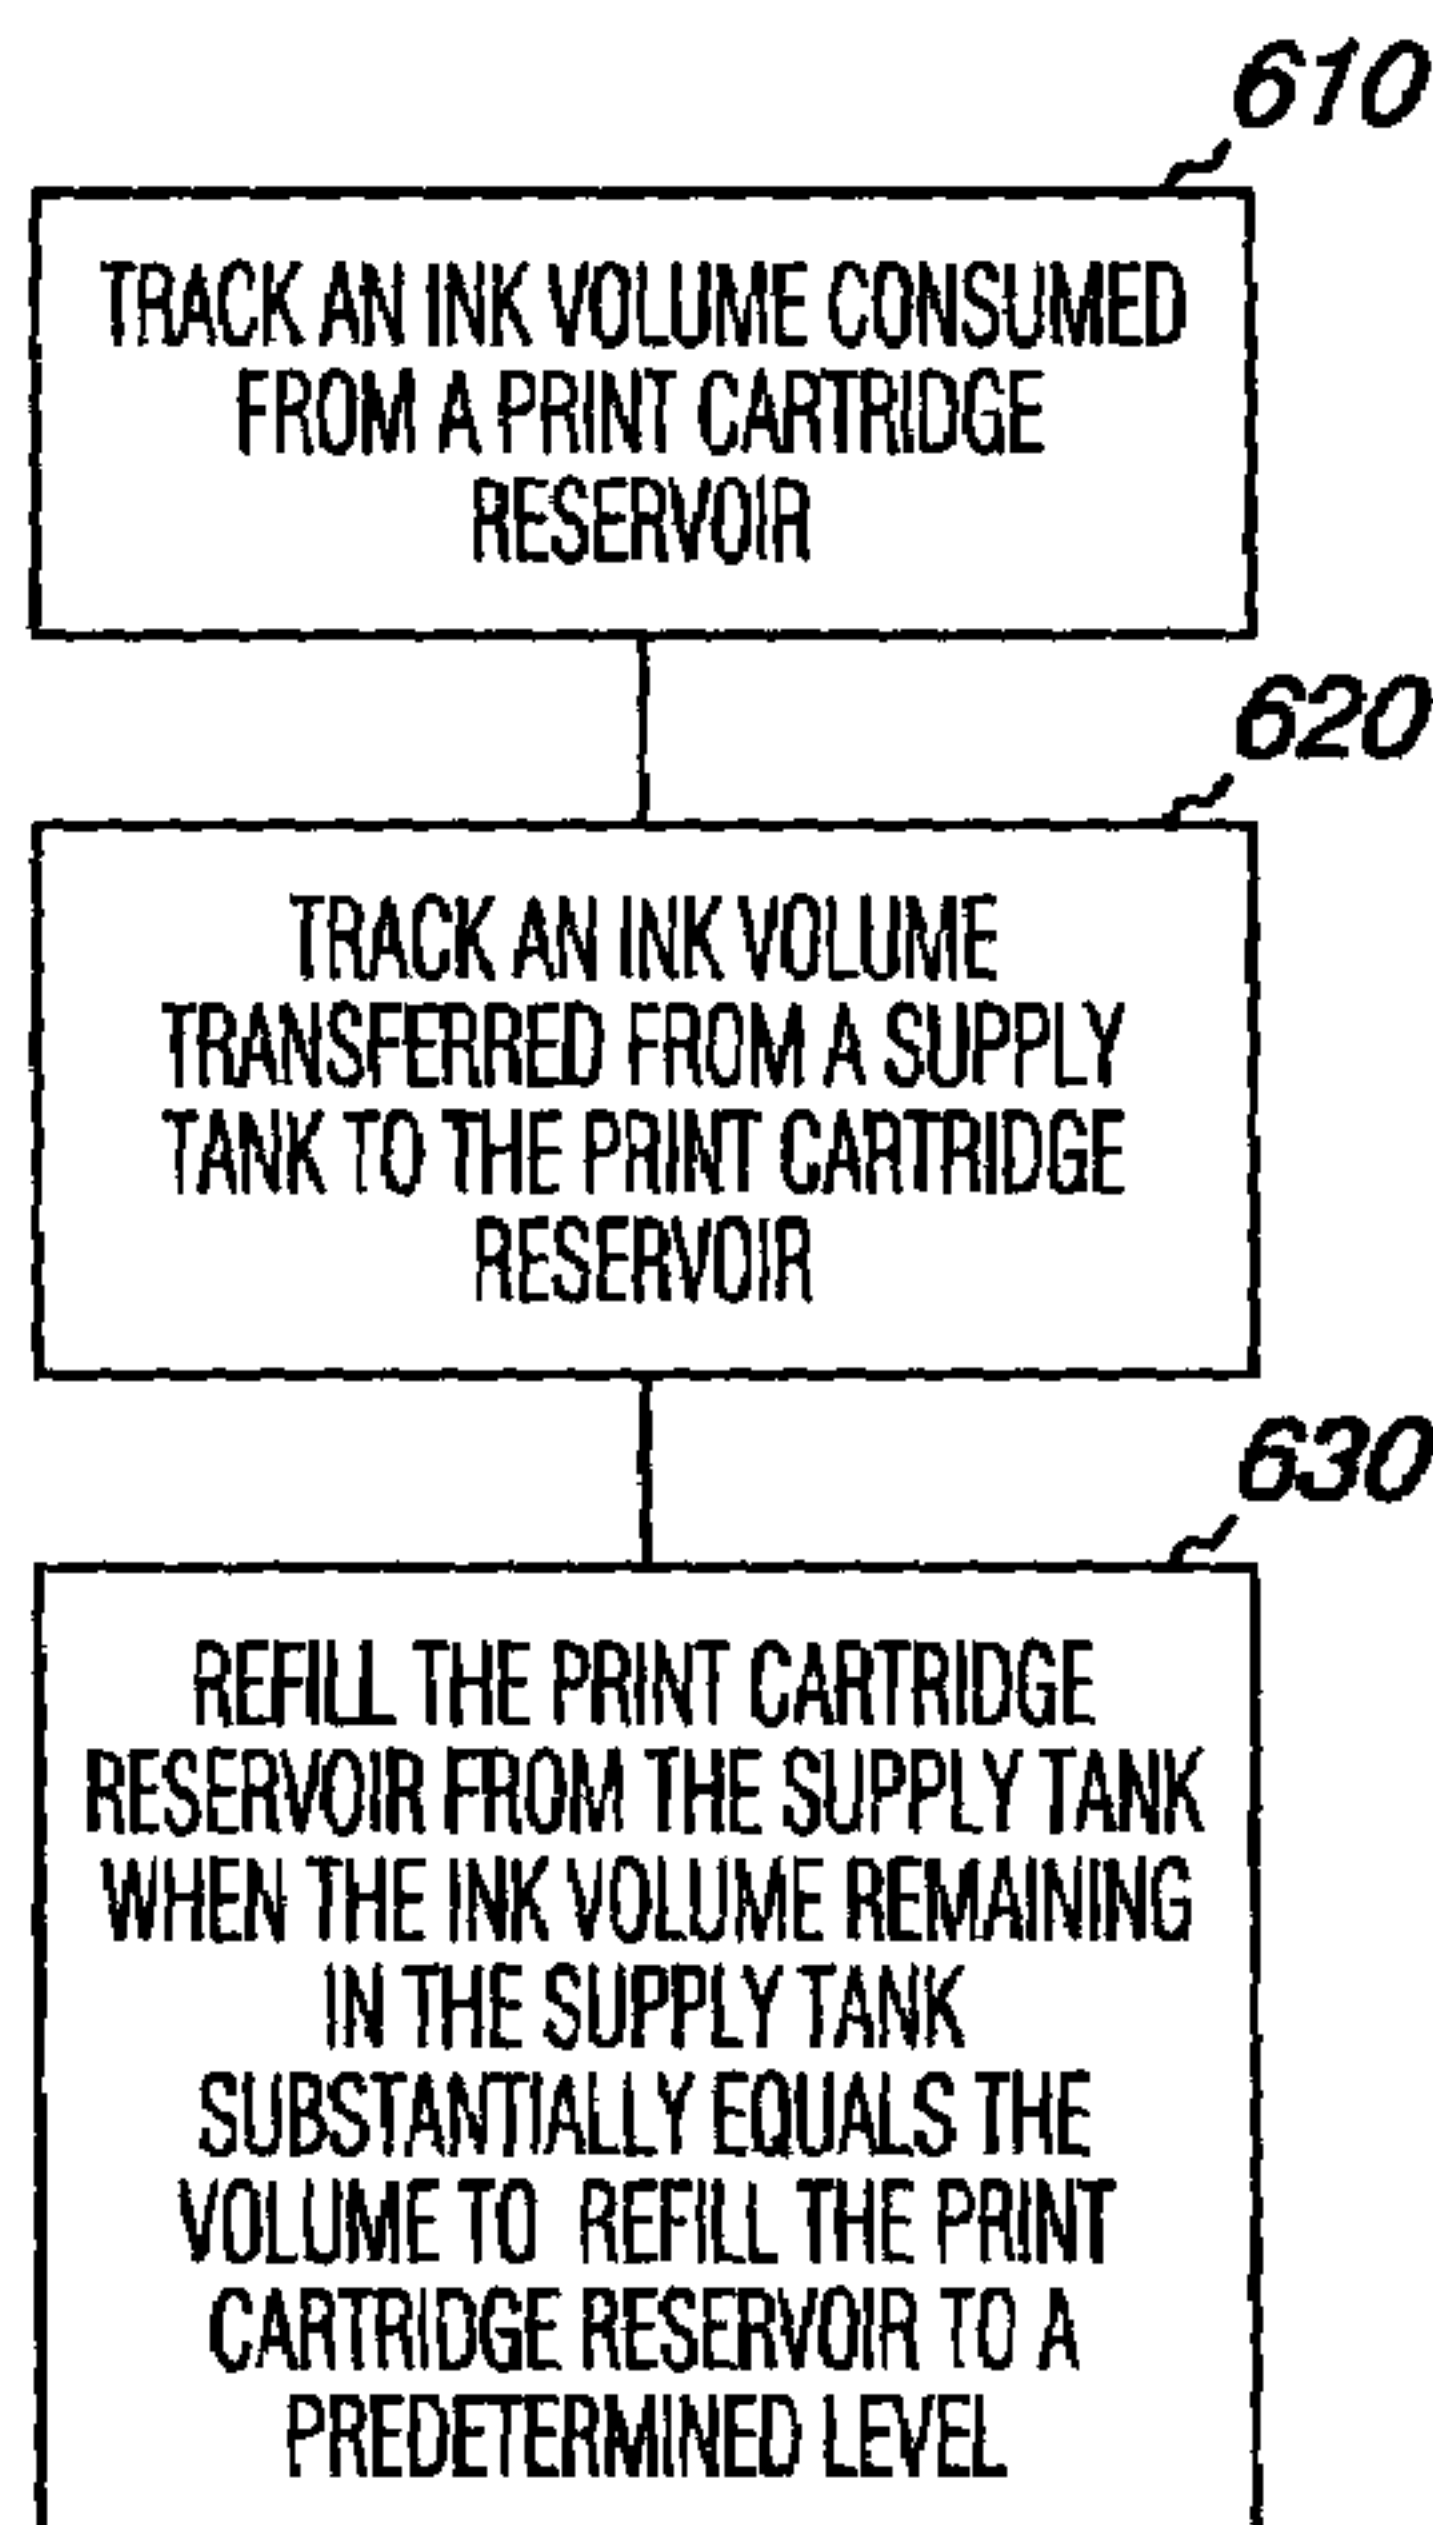 610
TRACK AN INK VOLUME CONSUMED
FROM A PRINT CARTRIDGE
RESERVOIR
620
TRACK AN INK VOLUME
TRANSFERRED FROM A SUPPLY
TANK TO THE PRINT CARTRIDGE
RESERVOIR
630
REFILL THE PRINT CARTRIDGE
RESERVOIR FROM THE SUPPLY TANK
WHEN THE INK VOLUME REMAINING
IN THE SUPPLY TANK
SUBSTANTIALLY EQUALS THE
VOLUME TO REFILL THE PRINT
CARTRIDGE RESERVOIR TO A
PREDETERMINED LEVEL